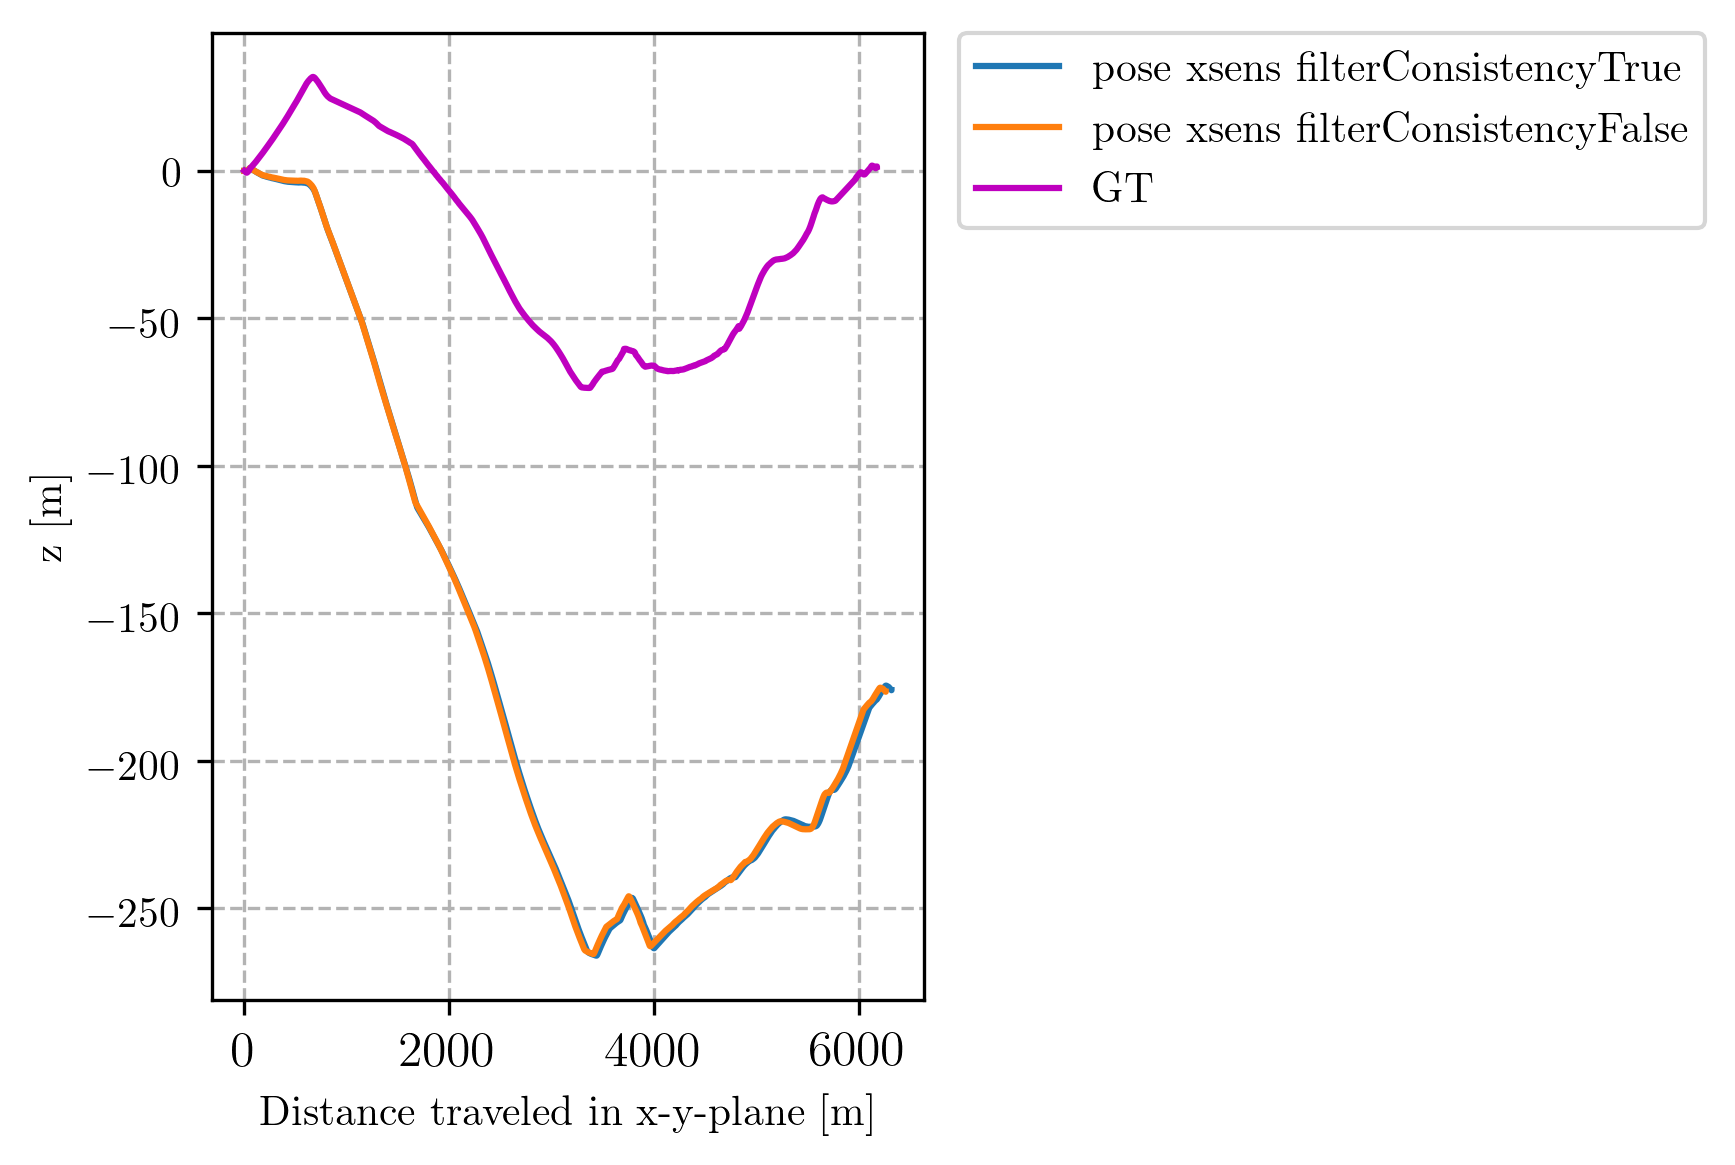 pose xsens filterConsistencyTrue
pose xsens filterConsistencyFalse
GT
0
−50
−100
−150
−200
−250
z [m]
0 2000 4000 6000
Distance traveled in x-y-plane [m]